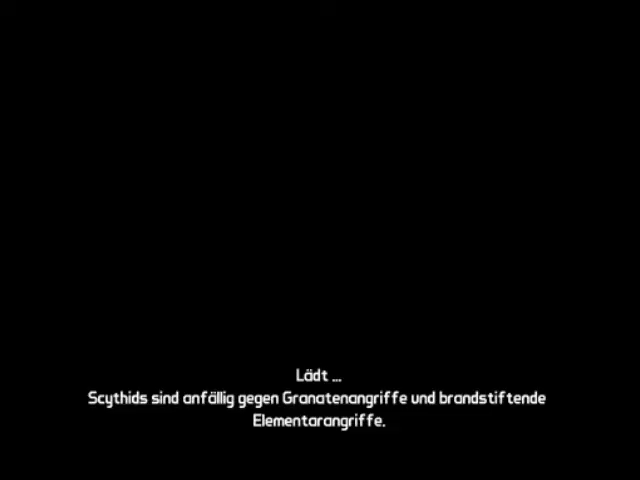 Lädt ...
Scythids sind anfällig gegen Granatenangriffe und brandstiftende
Elementarangriffe.